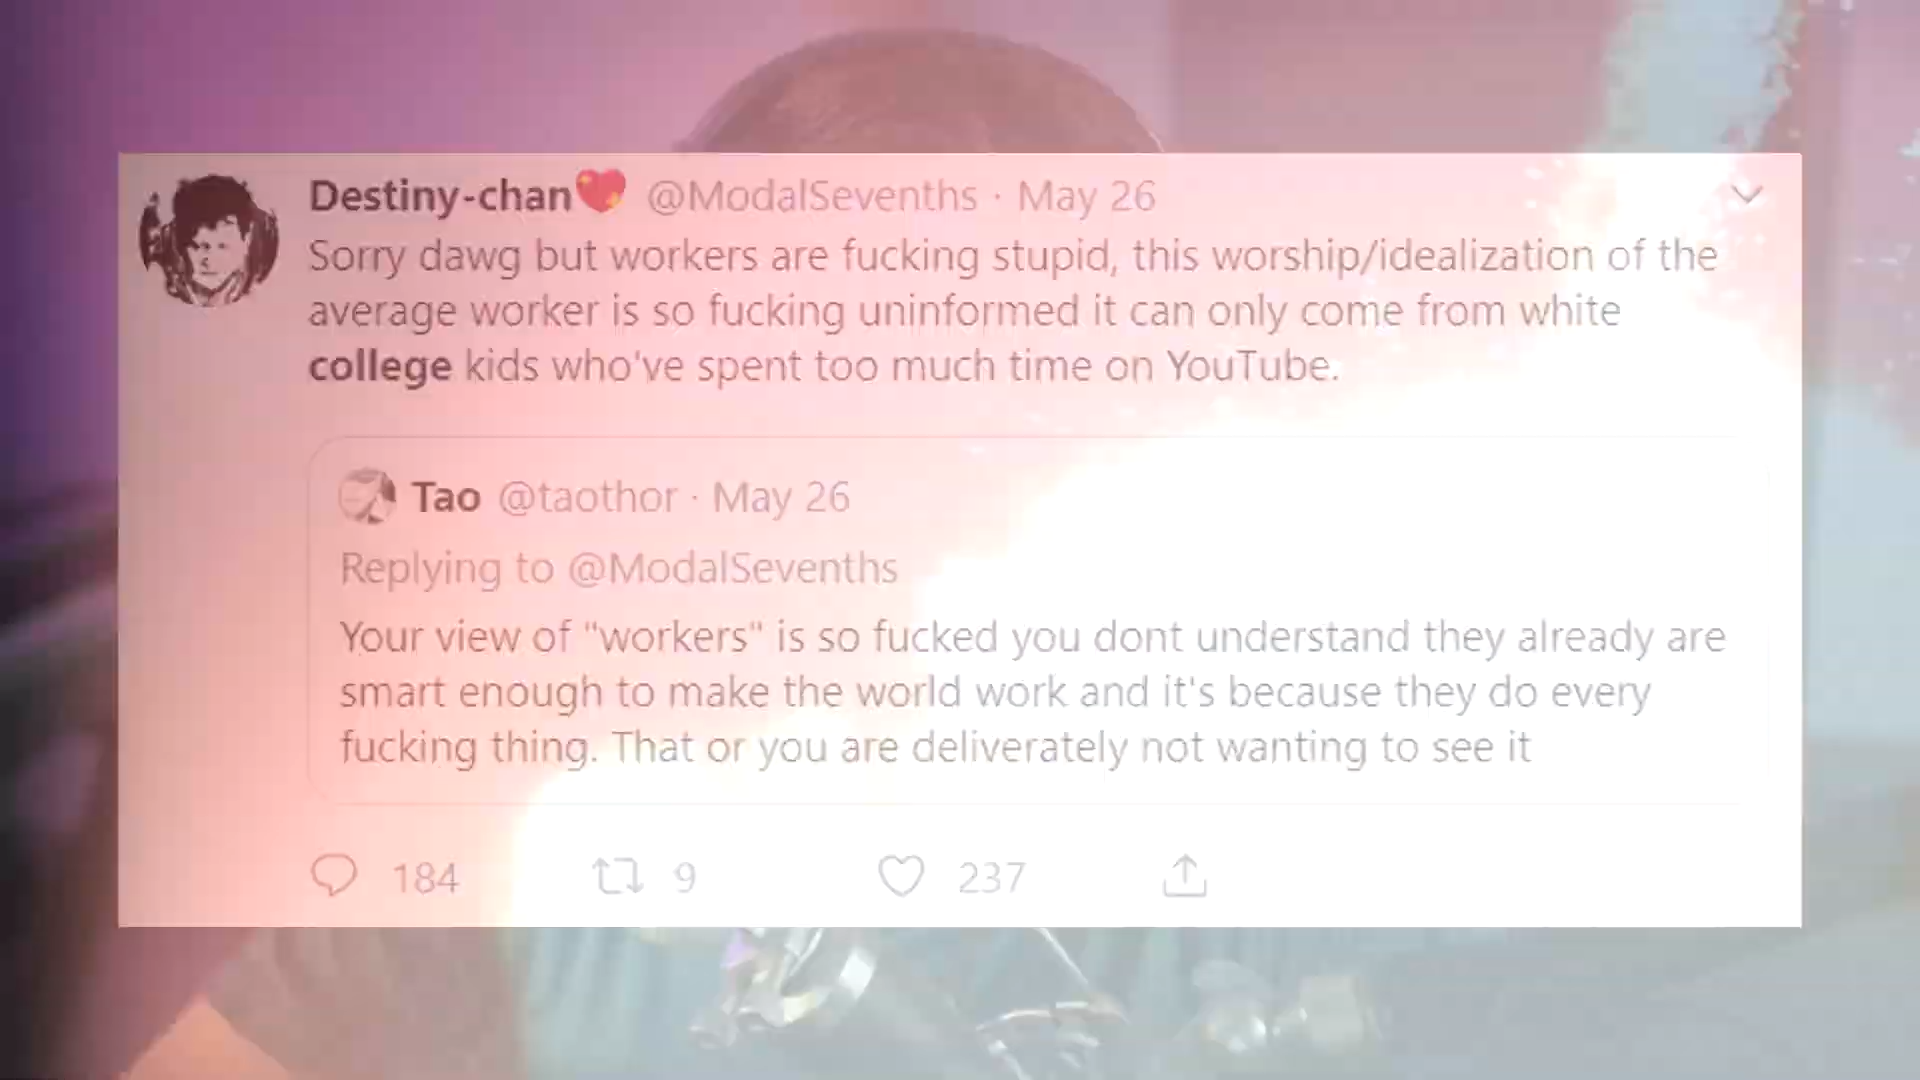 Destiny-chan💖 @ModalSevenths · May 26
Sorry dawg but workers are fucking stupid, this worship/idealization of the
average worker is so fucking uninformed it can only come from white
college kids who've spent too much time on YouTube.
Tao @taothor · May 26
Replying to @ModalSevenths
Your view of "workers" is so fucked you dont understand they already are
smart enough to make the world work and it's because they do every
fucking thing. That or you are deliverately not wanting to see it
184 9 237